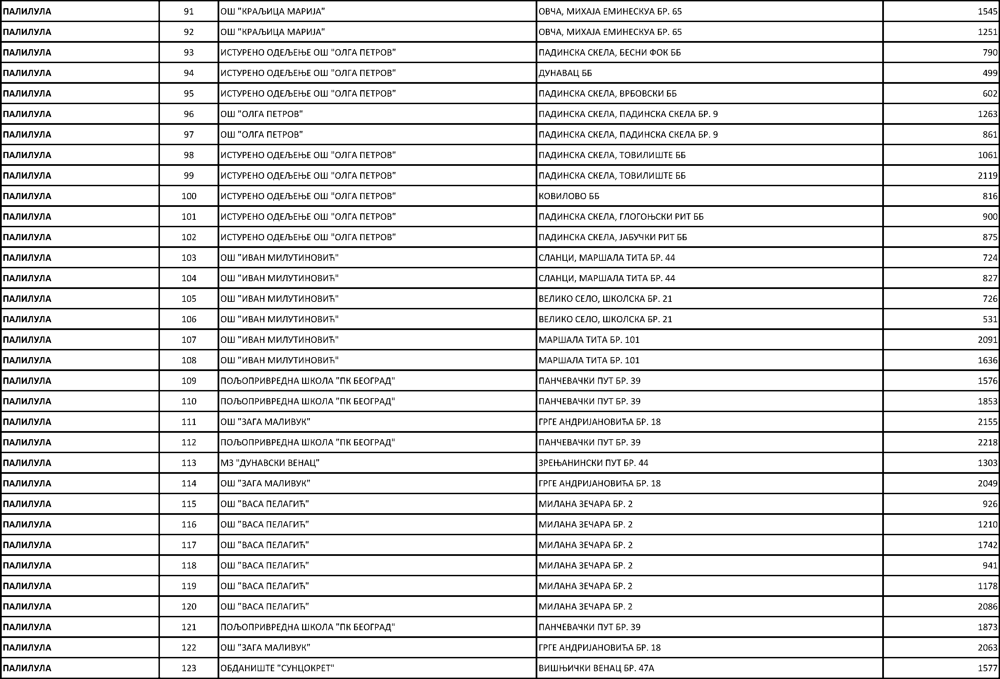 ПАЛИЛУЛА 91 ОШ "КРАЉИЦА МАРИЈА" ОВЧА, МИХАЈА ЕМИНЕСКУА БР. 65 1545
ПАЛИЛУЛА 92 ОШ "КРАЉИЦА МАРИЈА" ОВЧА, МИХАЈА ЕМИНЕСКУА БР. 65 1251
ПАЛИЛУЛА 93 ИСТУРЕНО ОДЕЉЕЊЕ ОШ "ОЛГА ПЕТРОВ" ПАДИНСКА СКЕЛА, БЕСНИ ФОК ББ 790
ПАЛИЛУЛА 94 ИСТУРЕНО ОДЕЉЕЊЕ ОШ "ОЛГА ПЕТРОВ" ДУНАВАЦ ББ 499
ПАЛИЛУЛА 95 ИСТУРЕНО ОДЕЉЕЊЕ ОШ "ОЛГА ПЕТРОВ" ПАДИНСКА СКЕЛА, ВРБОВСКИ ББ 602
ПАЛИЛУЛА 96 ОШ "ОЛГА ПЕТРОВ" ПАДИНСКА СКЕЛА, ПАДИНСКА СКЕЛА БР. 9 1263
ПАЛИЛУЛА 97 ОШ "ОЛГА ПЕТРОВ" ПАДИНСКА СКЕЛА, ПАДИНСКА СКЕЛА БР. 9 861
ПАЛИЛУЛА 98 ИСТУРЕНО ОДЕЉЕЊЕ ОШ "ОЛГА ПЕТРОВ" ПАДИНСКА СКЕЛА, ТОВИЛИШТЕ ББ 1061
ПАЛИЛУЛА 99 ИСТУРЕНО ОДЕЉЕЊЕ ОШ "ОЛГА ПЕТРОВ" ПАДИНСКА СКЕЛА, ТОВИЛИШТЕ ББ 2119
ПАЛИЛУЛА 100 ИСТУРЕНО ОДЕЉЕЊЕ ОШ "ОЛГА ПЕТРОВ" КОВИЛОВО ББ 816
ПАЛИЛУЛА 101 ИСТУРЕНО ОДЕЉЕЊЕ ОШ "ОЛГА ПЕТРОВ" ПАДИНСКА СКЕЛА, ГЛОГОЊСКИ РИТ ББ 900
ПАЛИЛУЛА 102 ИСТУРЕНО ОДЕЉЕЊЕ ОШ "ОЛГА ПЕТРОВ" ПАДИНСКА СКЕЛА, ЈАБУЧКИ РИТ ББ 875
ПАЛИЛУЛА 103 ОШ "ИВАН МИЛУТИНОВИЋ" СЛАНЦИ, МАРШАЛА ТИТА БР. 44 724
ПАЛИЛУЛА 104 ОШ "ИВАН МИЛУТИНОВИЋ" СЛАНЦИ, МАРШАЛА ТИТА БР. 44 827
ПАЛИЛУЛА 105 ОШ "ИВАН МИЛУТИНОВИЋ" ВЕЛИКО СЕЛО, ШКОЛСКА БР. 21 726
ПАЛИЛУЛА 106 ОШ "ИВАН МИЛУТИНОВИЋ" ВЕЛИКО СЕЛО, ШКОЛСКА БР. 21 531
ПАЛИЛУЛА 107 ОШ "ИВАН МИЛУТИНОВИЋ" МАРШАЛА ТИТА БР. 101 2091
ПАЛИЛУЛА 108 ОШ "ИВАН МИЛУТИНОВИЋ" МАРШАЛА ТИТА БР. 101 1636
ПАЛИЛУЛА 109 ПОЉОПРИВРЕДНА ШКОЛА "ПК БЕОГРАД" ПАНЧЕВАЧКИ ПУТ БР. 39 1576
ПАЛИЛУЛА 110 ПОЉОПРИВРЕДНА ШКОЛА "ПК БЕОГРАД" ПАНЧЕВАЧКИ ПУТ БР. 39 1853
ПАЛИЛУЛА 111 ОШ "ЗАГА МАЛИВУК" ГРГЕ АНДРИЈАНОВИЋА БР. 18 2155
ПАЛИЛУЛА 112 ПОЉОПРИВРЕДНА ШКОЛА "ПК БЕОГРАД" ПАНЧЕВАЧКИ ПУТ БР. 39 2218
ПАЛИЛУЛА 113 МЗ "ДУНАВСКИ ВЕНАЦ" ЗРЕЊАНИНСКИ ПУТ БР. 44 1303
ПАЛИЛУЛА 114 ОШ "ЗАГА МАЛИВУК" ГРГЕ АНДРИЈАНОВИЋА БР. 18 2049
ПАЛИЛУЛА 115 ОШ "ВАСА ПЕЛАГИЋ" МИЛАНА ЗЕЧАРА БР. 2 926
ПАЛИЛУЛА 116 ОШ "ВАСА ПЕЛАГИЋ" МИЛАНА ЗЕЧАРА БР. 2 1210
ПАЛИЛУЛА 117 ОШ "ВАСА ПЕЛАГИЋ" МИЛАНА ЗЕЧАРА БР. 2 1742
ПАЛИЛУЛА 118 ОШ "ВАСА ПЕЛАГИЋ" МИЛАНА ЗЕЧАРА БР. 2 941
ПАЛИЛУЛА 119 ОШ "ВАСА ПЕЛАГИЋ" МИЛАНА ЗЕЧАРА БР. 2 1178
ПАЛИЛУЛА 120 ОШ "ВАСА ПЕЛАГИЋ" МИЛАНА ЗЕЧАРА БР. 2 2086
ПАЛИЛУЛА 121 ПОЉОПРИВРЕДНА ШКОЛА "ПК БЕОГРАД" ПАНЧЕВАЧКИ ПУТ БР. 39 1873
ПАЛИЛУЛА 122 ОШ "ЗАГА МАЛИВУК" ГРГЕ АНДРИЈАНОВИЋА БР. 18 2063
ПАЛИЛУЛА 123 ОБДАНИШТЕ "СУНЦОКРЕТ" ВИШЊИЧКИ ВЕНАЦ БР. 47А 1577